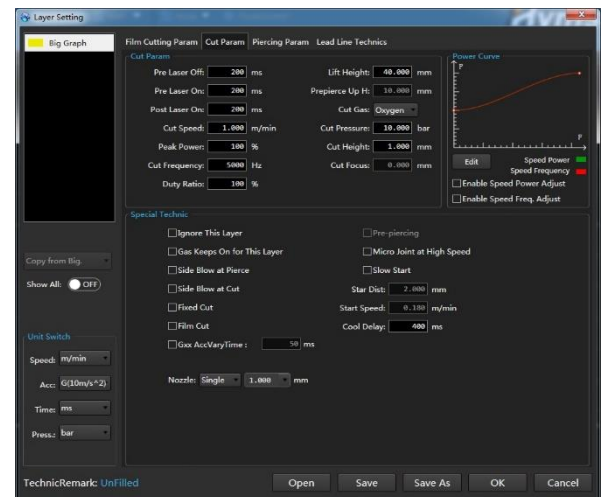 Layer Setting
Big Graph
Film Cutting Param Cut Param Piercing Param Lead Line Technics
Cut Param
Pre Laser Off: 200 ms Lift Height: 40.000 mm
Pre Laser On: 200 ms Prepierce Up H: 10.000 mm
Post Laser On: 200 ms Cut Gas: Oxygen
Cut Speed: 1.000 m/min Cut Pressure: 10.000 bar
Peak Power: 100 % Cut Height: 1.000 mm
Cut Frequency: 5000 Hz Cut Focus: 0.000 mm
Duty Ratio: 100 %
Power Curve
P
P
Edit Speed Power
Speed Frequency
Enable Speed Power Adjust
Enable Speed Freq. Adjust
Special Technic
Ignore This Layer Pre-piercing
Gas Keeps On for This Layer Micro Joint at High Speed
Side Blow at Pierce Slow Start
Side Blow at Cut Star Dist: 2.000 mm
Fixed Cut Start Speed: 0.180 m/min
Film Cut Cool Delay: 400 ms
Gxx AccVaryTime : 50 ms
Nozzle: Single 1.000 mm
Copy from Big.
Show All: OFF
Unit Switch
Speed: m/min
Acc: G(10m/s^2)
Time: ms
Press.: bar
TechnicRemark: UnFilled Open Save Save As OK Cancel